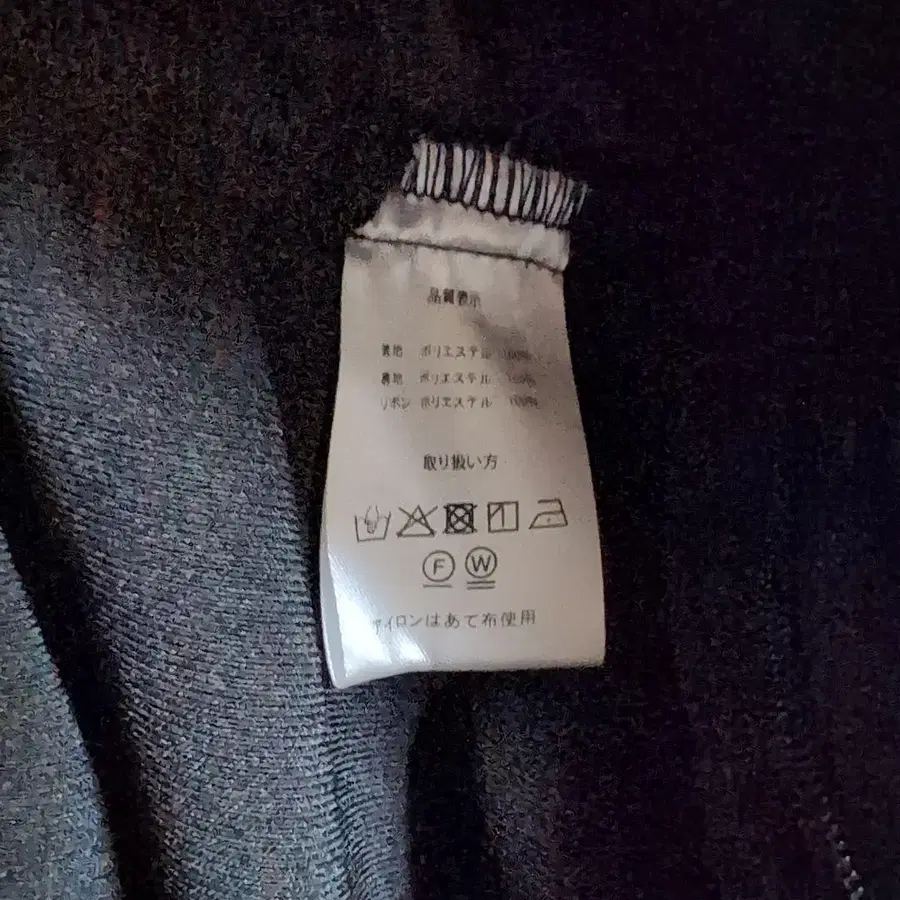 品質表示
表地 ポリエステル 100%
裏地 ポリエステル 100%
リボン ポリエステル 100%
取り扱い方
F W
アイロンはあて布使用